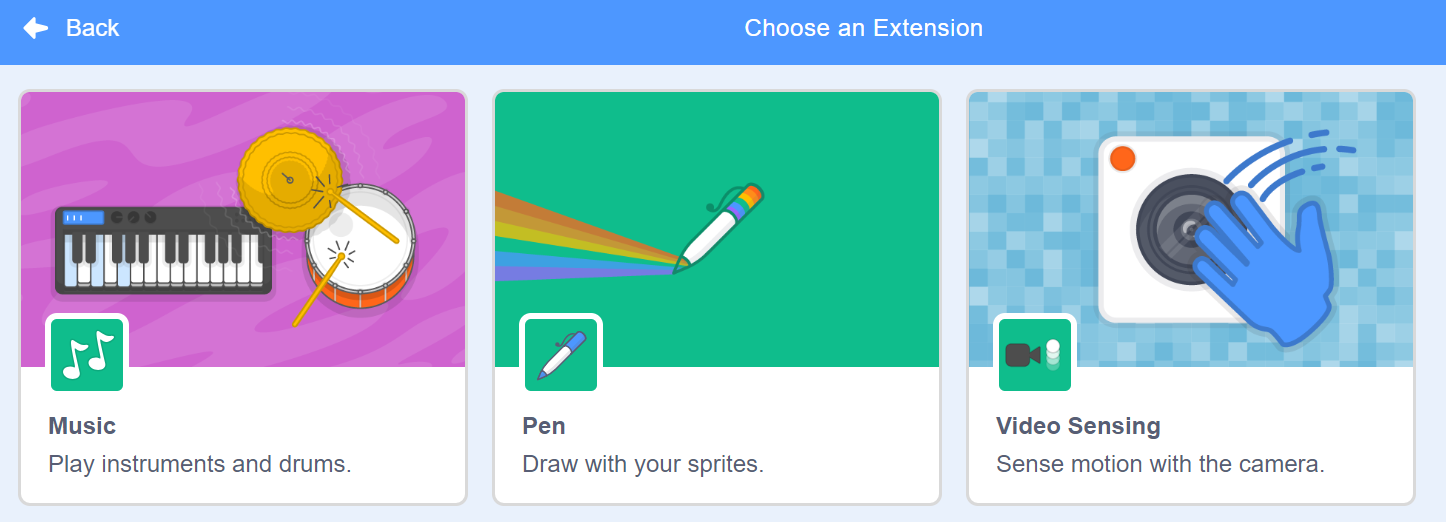 Back
Choose an Extension
Music
Play instruments and drums.
Pen
Draw with your sprites.
Video Sensing
Sense motion with the camera.